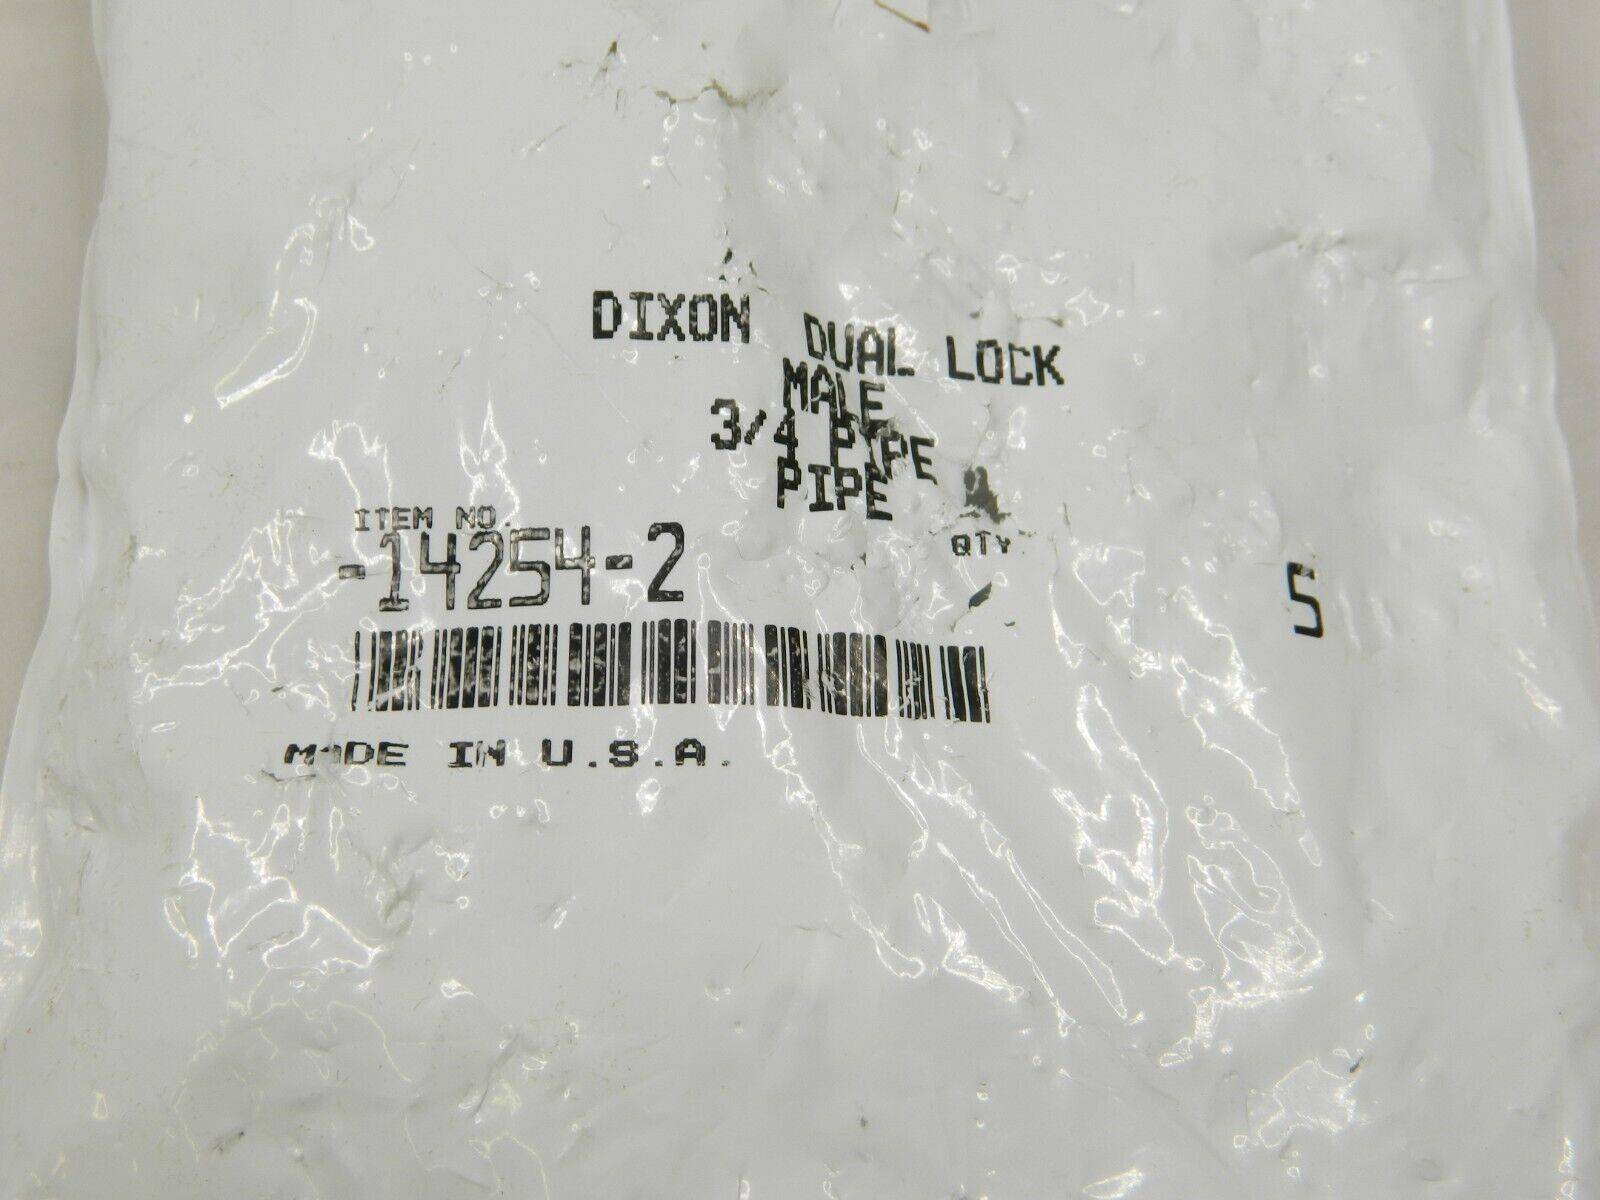 DIXON DUAL LOCK
MALE
3/4 PIPE
PIPE
ITEM NO.
-14254-2
QTY
5
MADE IN U.S.A.